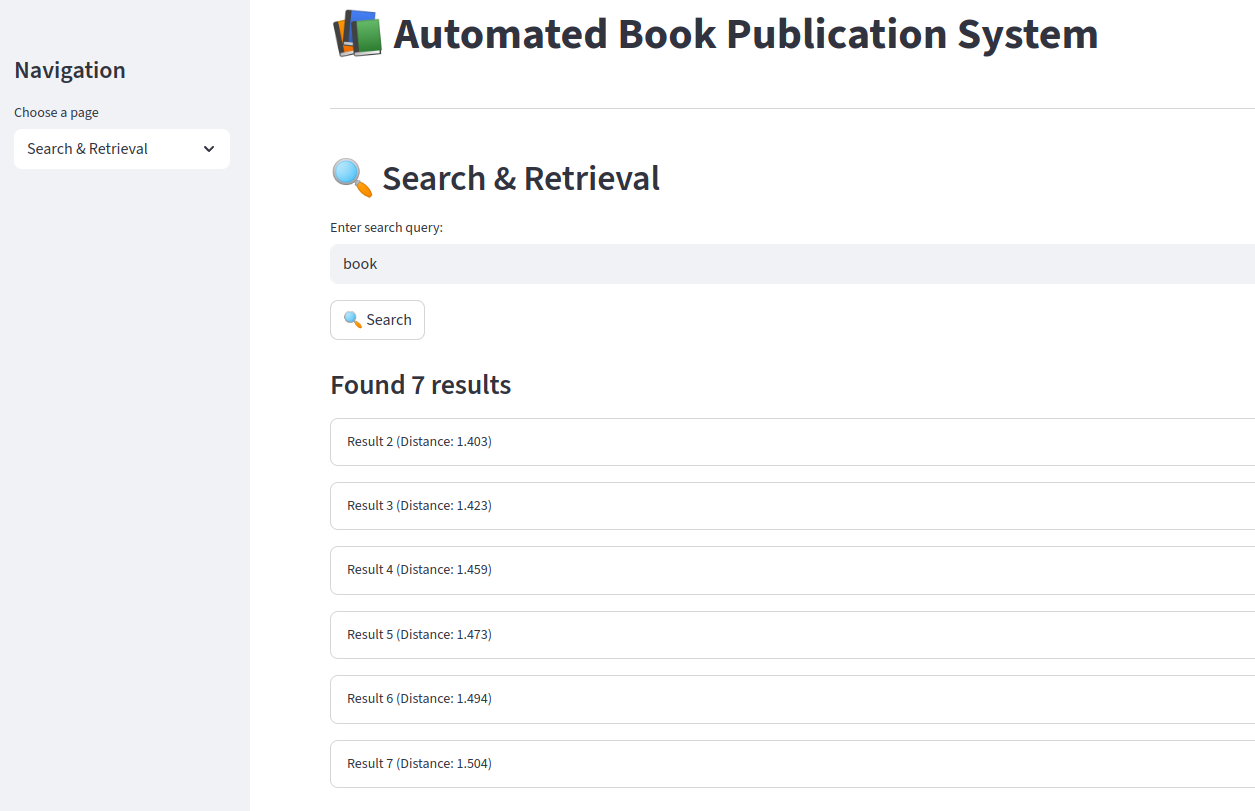 Automated Book Publication System
Navigation
Choose a page
Search & Retrieval
Search & Retrieval
Enter search query:
book
Search
Found 7 results
Result 2 (Distance: 1.403)
Result 3 (Distance: 1.423)
Result 4 (Distance: 1.459)
Result 5 (Distance: 1.473)
Result 6 (Distance: 1.494)
Result 7 (Distance: 1.504)